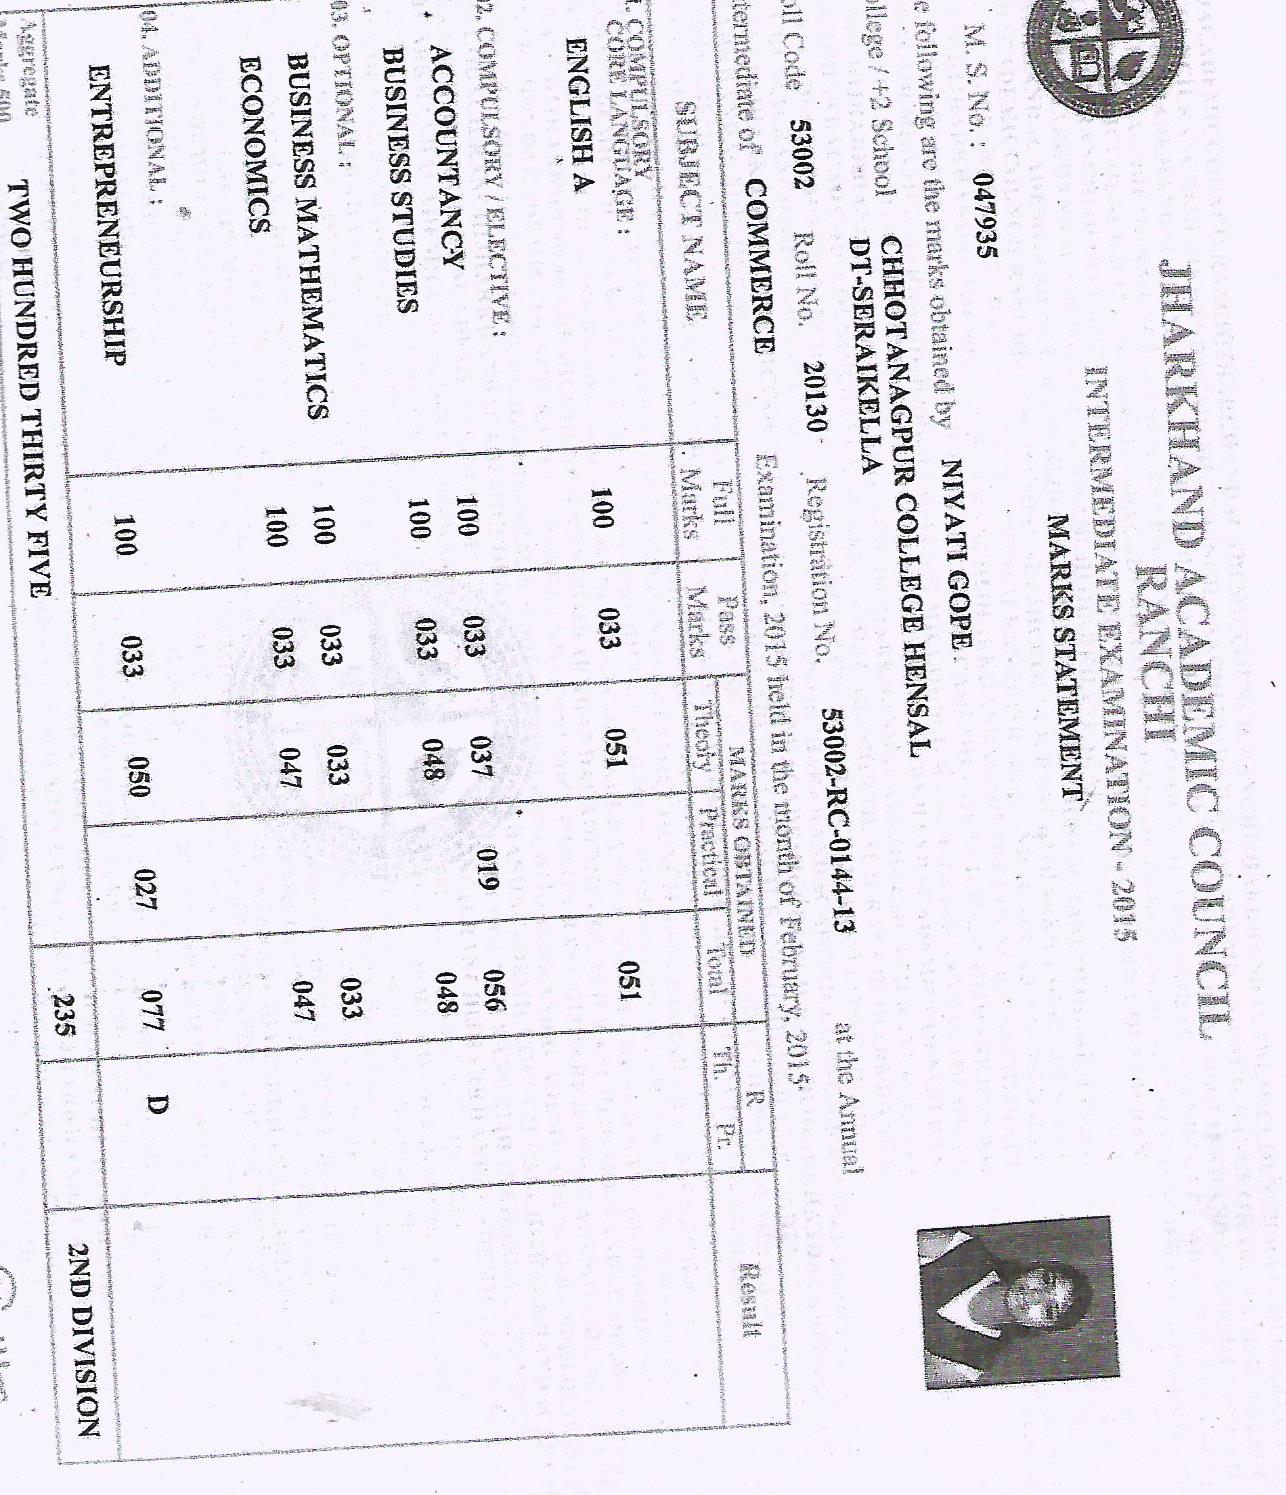 JHARKHAND ACADEMIC COUNCIL
RANCHI
INTERMEDIATE EXAMINATION - 2015
MARKS STATEMENT
M. S. No. : 047935
e following are the marks obtained by NIYATI GOPE
ollege / +2 School CHHOTANAGPUR COLLEGE HENSAL
DT-SERAIKELLA
oll Code 53002 Roll No. 20130 Registration No. 53002-RC-0144-13 at the Annual
termediate of COMMERCE Examination, 2015 held in the month of February, 2015
SUBJECT NAME Full Marks Pass Marks MARKS OBTAINED R Result
Theory Practical Total Th. Pr.
1. COMPULSORY
CORE LANGUAGE :
ENGLISH A 100 033 051 051
02. COMPULSORY / ELECTIVE :
ACCOUNTANCY 100 033 037 019 056
BUSINESS STUDIES 100 033 048 048
03. OPTIONAL :
BUSINESS MATHEMATICS 100 033 033 033
ECONOMICS 100 033 047 047
04. ADDITIONAL :
ENTREPRENEURSHIP 100 033 050 027 077 D
Aggregate TWO HUNDRED THIRTY FIVE 235 2ND DIVISION
Marks 500